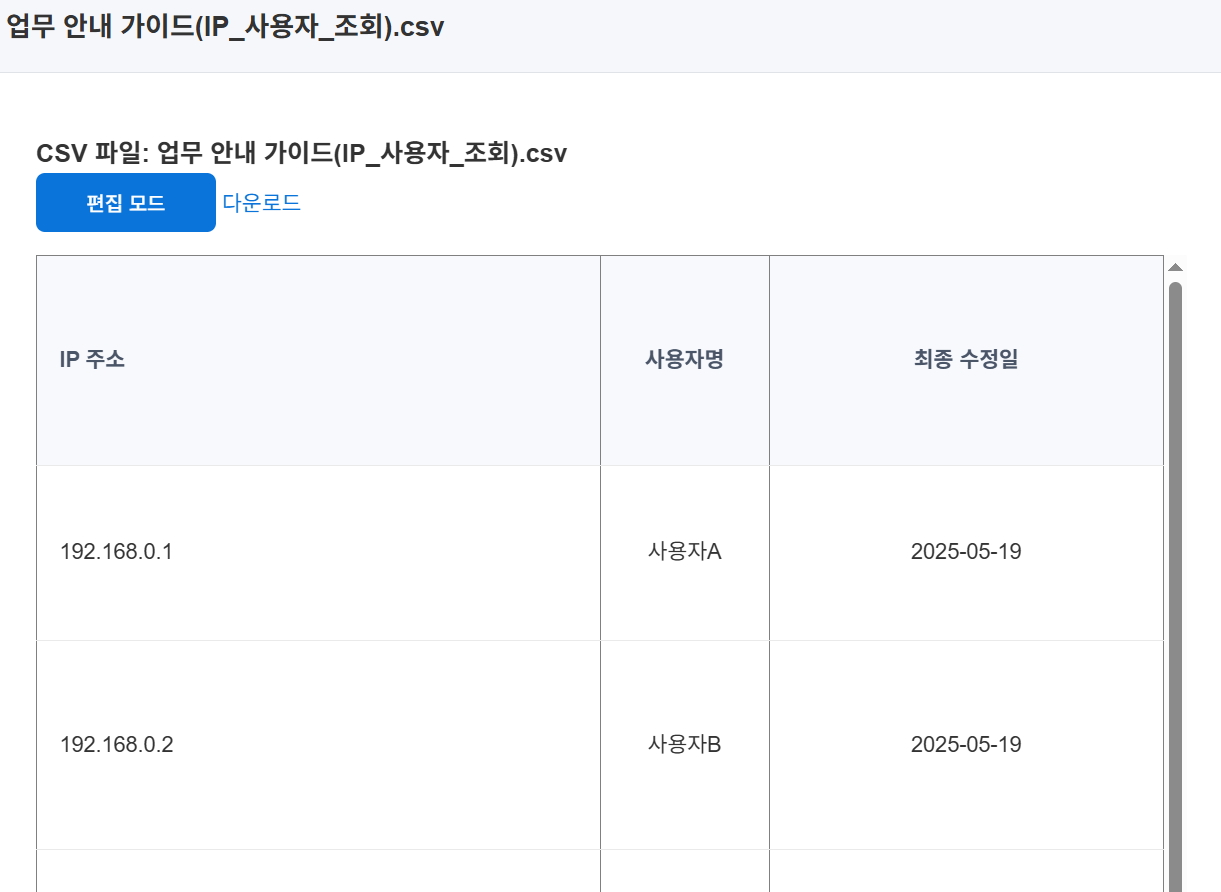 업무 안내 가이드(IP_사용자_조회).csv
CSV 파일: 업무 안내 가이드(IP_사용자_조회).csv
편집 모드 다운로드
IP 주소 사용자명 최종 수정일
192.168.0.1 사용자A 2025-05-19
192.168.0.2 사용자B 2025-05-19